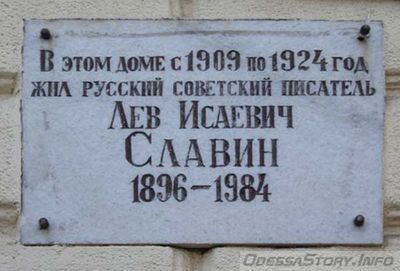 В ЭТОМ ДОМЕ С 1909 ПО 1924 ГОД
ЖИЛ РУССКИЙ СОВЕТСКИЙ ПИСАТЕЛЬ
ЛЕВ ИСАЕВИЧ
СЛАВИН
1896–1984
ODESSASTORY.INFO